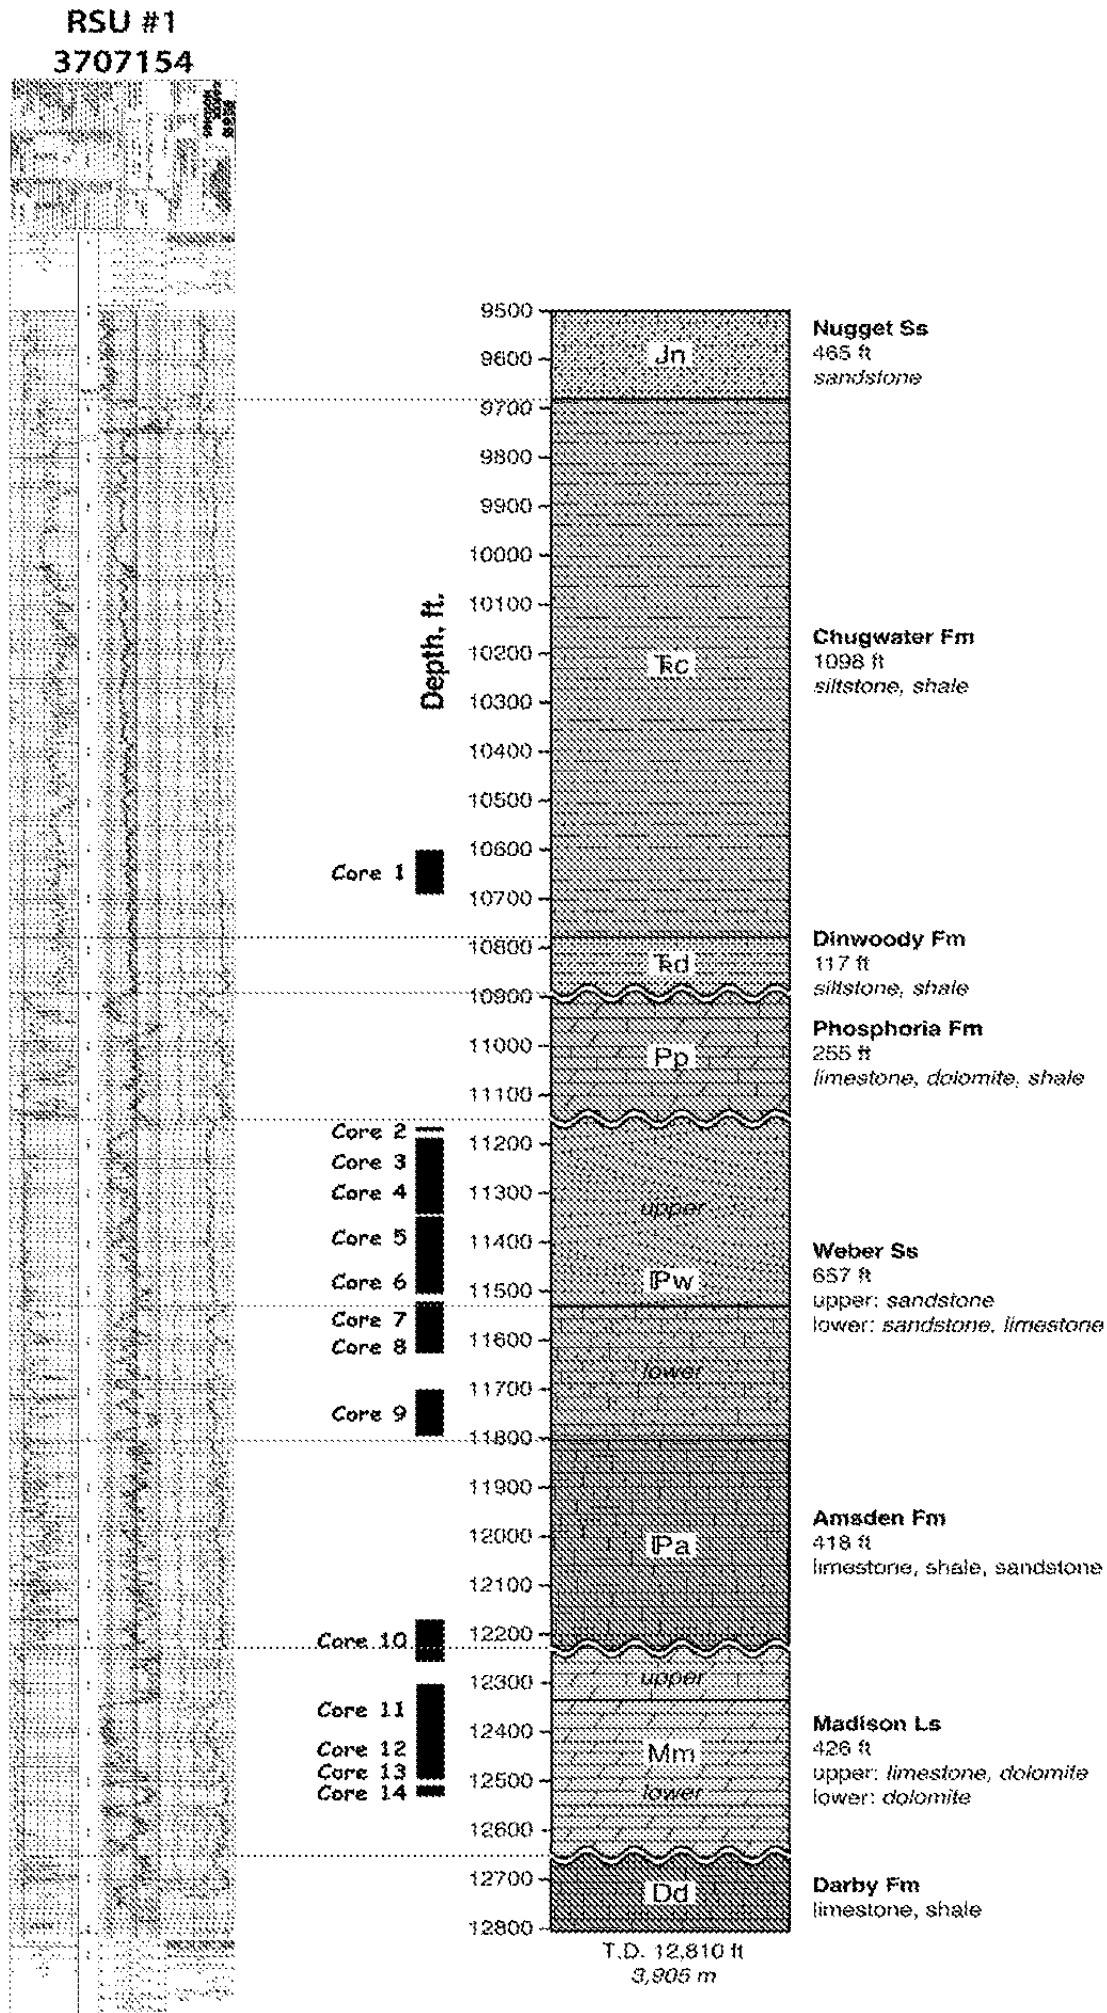 RSU #1
3707154
Depth, ft.
9500
9600
9700
9800
9900
10000
10100
10200
10300
10400
10500
10600
10700
10800
10900
11000
11100
11200
11300
11400
11500
11600
11700
11800
11900
12000
12100
12200
12300
12400
12500
12600
12700
12800
Core 1
Core 2
Core 3
Core 4
Core 5
Core 6
Core 7
Core 8
Core 9
Core 10
Core 11
Core 12
Core 13
Core 14
Jn
Ꞧc
Ꞧd
Pp
upper
ℙw
lower
ℙa
upper
Mm
lower
Dd
T.D. 12,810 ft
3,905 m
Nugget Ss
465 ft
sandstone
Chugwater Fm
1098 ft
siltstone, shale
Dinwoody Fm
117 ft
siltstone, shale
Phosphoria Fm
255 ft
limestone, dolomite, shale
Weber Ss
657 ft
upper: sandstone
lower: sandstone, limestone
Amsden Fm
418 ft
limestone, shale, sandstone
Madison Ls
426 ft
upper: limestone, dolomite
lower: dolomite
Darby Fm
limestone, shale